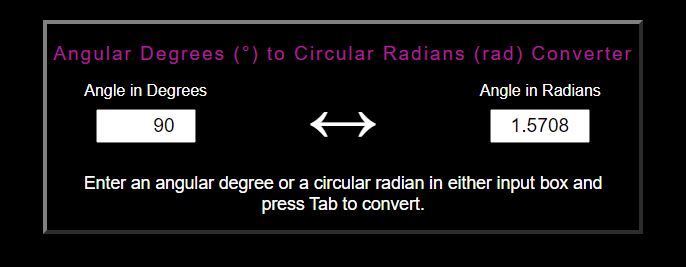 Angular Degrees (°) to Circular Radians (rad) Converter
Angle in Degrees
Angle in Radians
90
1.5708
Enter an angular degree or a circular radian in either input box and
press Tab to convert.